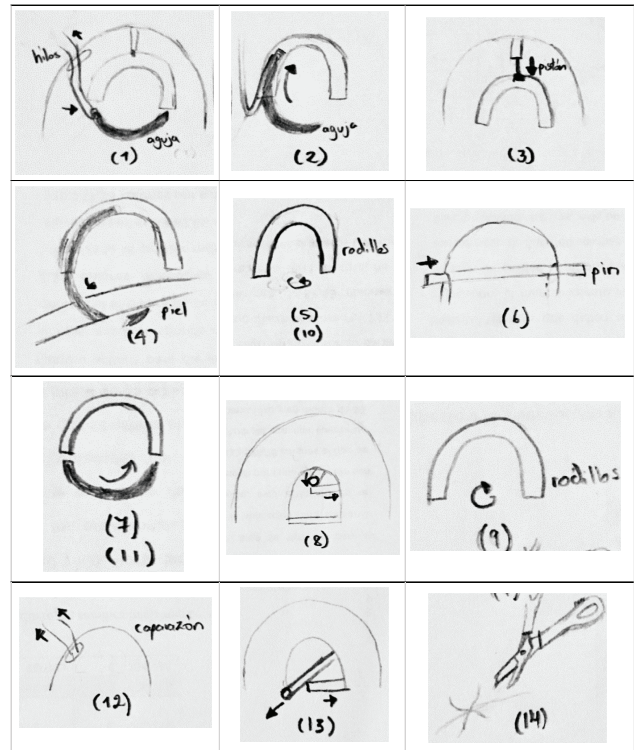 hilos
aguja
(1)
aguja
(2)
pistón
(3)
piel
(4)
rodillos
(5)
(10)
pin
(6)
(7)
(11)
(8)
rodillos
(9)
caparazón
(12)
(13)
(14)